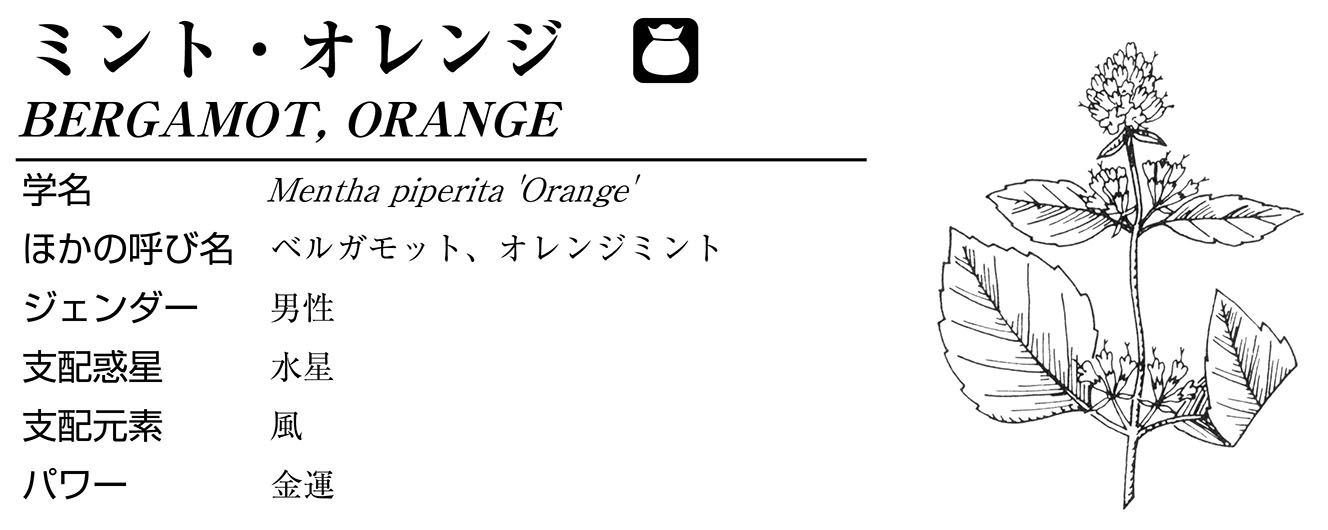 ミント・オレンジ
BERGAMOT, ORANGE
学名 Mentha piperita 'Orange'
ほかの呼び名 ベルガモット、オレンジミント
ジェンダー 男性
支配惑星 水星
支配元素 風
パワー 金運